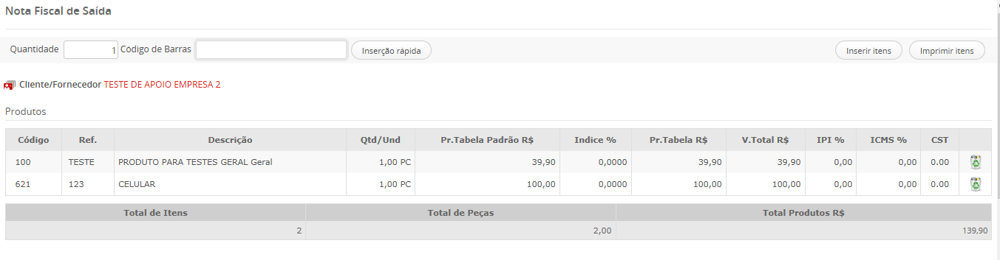 Nota Fiscal de Saída
Quantidade 1 Código de Barras Inserção rápida Inserir itens Imprimir itens
Cliente/Fornecedor TESTE DE APOIO EMPRESA 2
Produtos
Código Ref. Descrição Qtd/Und Pr.Tabela Padrão R$ Indice % Pr.Tabela R$ V.Total R$ IPI % ICMS % CST
100 TESTE PRODUTO PARA TESTES GERAL Geral 1,00 PC 39,90 0,0000 39,90 39,90 0,00 0,00 0.00
621 123 CELULAR 1,00 PC 100,00 0,0000 100,00 100,00 0,00 0,00 0.00
Total de Itens Total de Peças Total Produtos R$
2 2,00 139,90